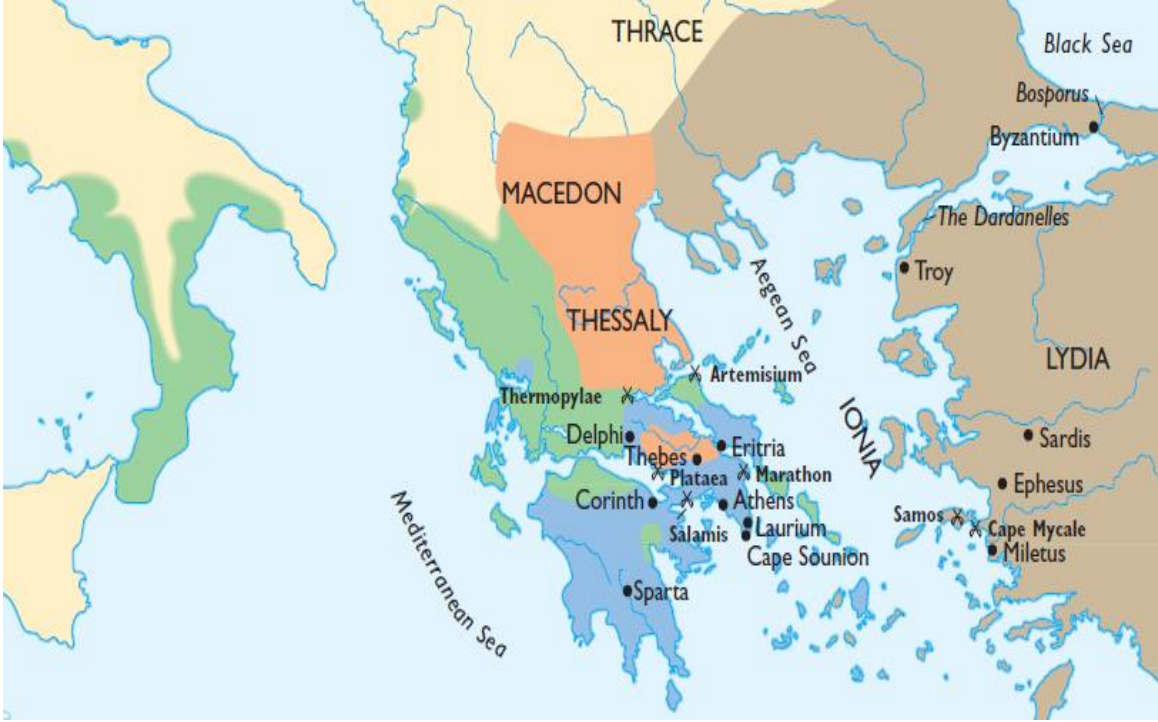 THRACE
Black Sea
Bosporus
Byzantium
MACEDON
The Dardanelles
Aegean Sea
Troy
THESSALY
LYDIA
Artemisium
Thermopylae
IONIA
Delphi
Eritria
Sardis
Thebes
Plataea
Marathon
Ephesus
Corinth
Athens
Mediterranean Sea
Samos
Laurium
Cape Mycale
Salamis
Miletus
Cape Sounion
Sparta